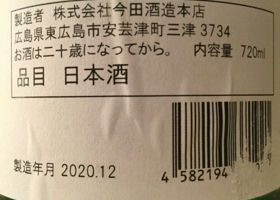 製造者 株式会社今田酒造本店
広島県東広島市安芸津町三津 3734
お酒は二十歳になってから。 内容量 720ml
品目 日本酒
製造年月 2020.12
4 582194